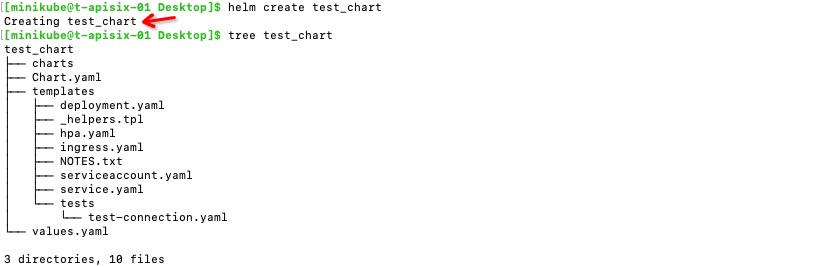 [[minikube@t-apisix-01 Desktop]$ helm create test_chart
Creating test_chart
[[minikube@t-apisix-01 Desktop]$ tree test_chart
test_chart
├── charts
├── Chart.yaml
├── templates
│   ├── deployment.yaml
│   ├── _helpers.tpl
│   ├── hpa.yaml
│   ├── ingress.yaml
│   ├── NOTES.txt
│   ├── serviceaccount.yaml
│   ├── service.yaml
│   └── tests
│       └── test-connection.yaml
└── values.yaml

3 directories, 10 files